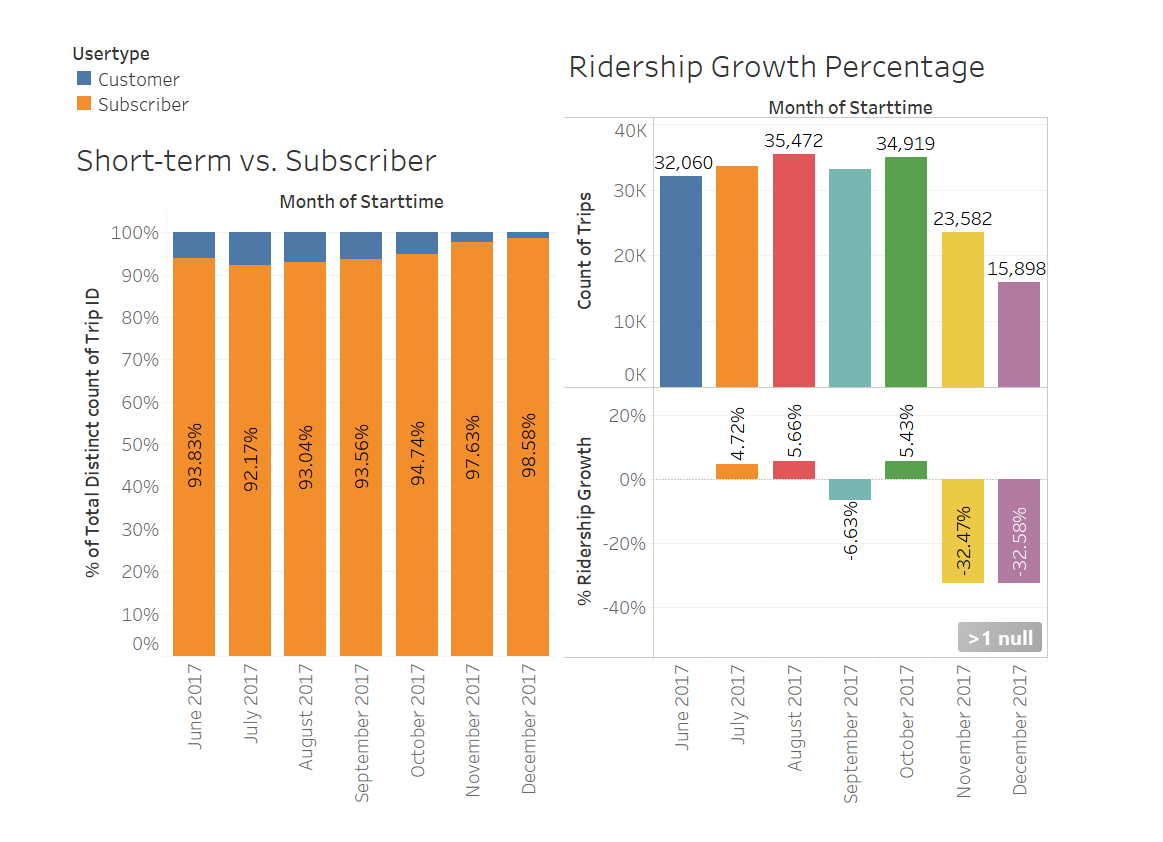 Usertype
Customer
Subscriber
Short-term vs. Subscriber
Month of Starttime
% of Total Distinct count of Trip ID
100%
90%
80%
70%
60%
50%
40%
30%
20%
10%
0%
93.83%
92.17%
93.04%
93.56%
94.74%
97.63%
98.58%
June 2017
July 2017
August 2017
September 2017
October 2017
November 2017
December 2017
Ridership Growth Percentage
Month of Starttime
Count of Trips
40K
30K
20K
10K
0K
32,060
35,472
34,919
23,582
15,898
% Ridership Growth
20%
0%
-20%
-40%
4.72%
5.66%
-6.63%
5.43%
-32.47%
-32.58%
>1 null
June 2017
July 2017
August 2017
September 2017
October 2017
November 2017
December 2017